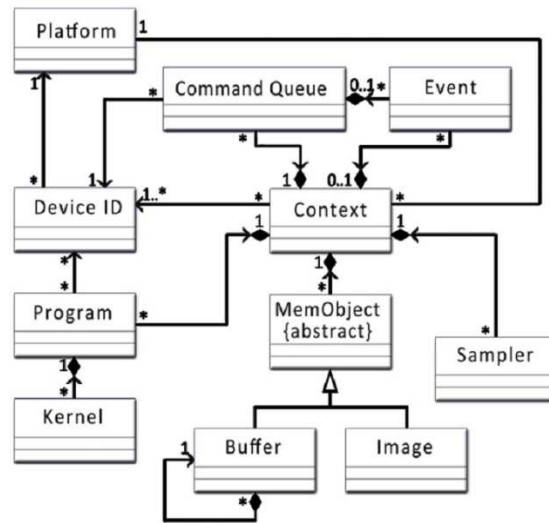 Platform
1
1
Command Queue
0..1
*
Event
*
*
*
*
1
1
0..1
Device ID
1..*
*
Context
*
*
1
1
1
*
*
Program
*
*
MemObject
{abstract}
*
Sampler
1
*
Kernel
1
Buffer
Image
*